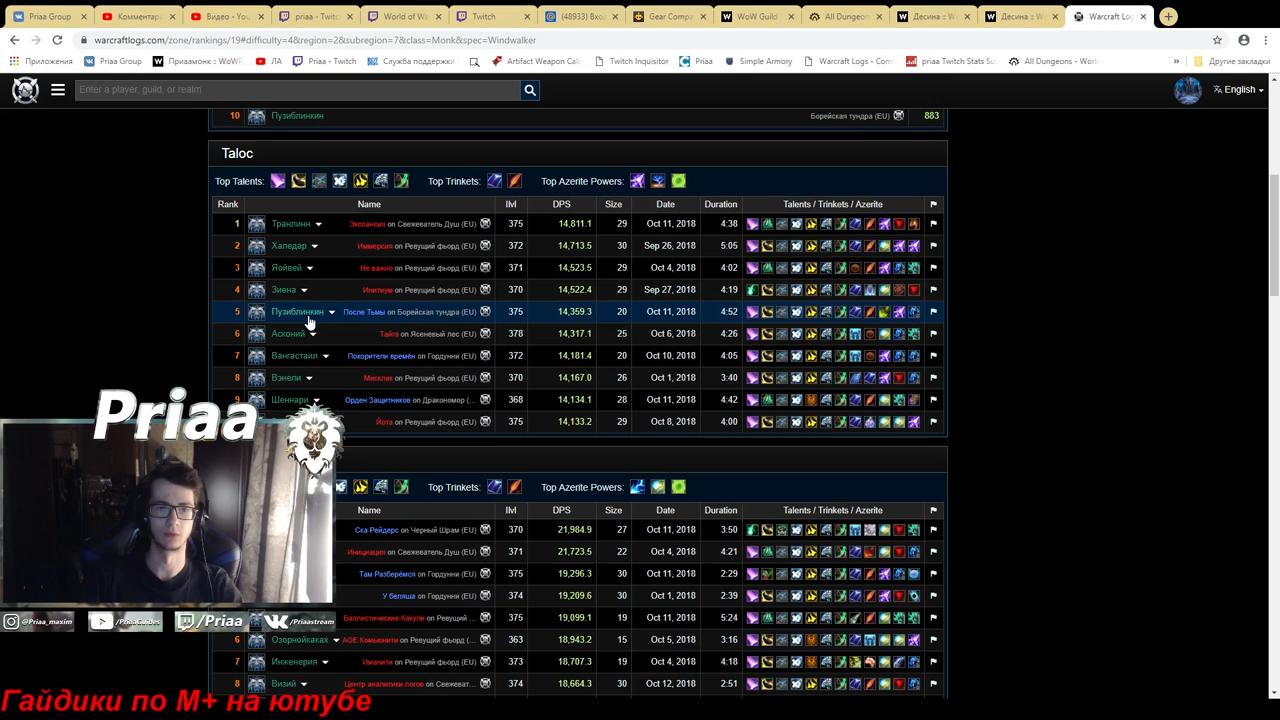 Priaa Group
Комментар
Видео - You
priaa - Twitc
World of Wa
Twitch
(48933) Вход
Gear Compa
WoW Guild
All Dungeon
Десина ::
Десина ::
Warcraft Log
warcraftlogs.com/zone/rankings/19#difficulty=4&region=2&subregion=7&class=Monk&spec=Windwalker
Приложения Priaa Group Приаамонк :: WoWP ЛА Priaa - Twitch Служба поддержки Artifact Weapon Calc Twitch Inquisitor Priaa Simple Armory Warcraft Logs - Com priaa Twitch Stats Su All Dungeons - Worl » Другие закладки
Enter a player, guild, or realm English
10 Пузиблинкин Борейская тундра (EU) 883
Taloc
Top Talents: Top Trinkets: Top Azerite Powers:
Rank Name Ilvl DPS Size Date Duration Talents / Trinkets / Azerite
1 Транлинн Экспансия on Свежеватель Душ (EU) 375 14,811.1 29 Oct 11, 2018 4:38
2 Халедар Иммерсия on Ревущий фьорд (EU) 372 14,713.5 30 Sep 26, 2018 5:05
3 Яойвей Не важно on Ревущий фьорд (EU) 371 14,523.5 29 Oct 4, 2018 4:02
4 Зиена Инитиум on Ревущий фьорд (EU) 370 14,522.4 29 Sep 27, 2018 4:19
5 Пузиблинкин После Тьмы on Борейская тундра (EU) 375 14,359.3 20 Oct 11, 2018 4:52
6 Асконий Тайга on Ясеневый лес (EU) 378 14,317.1 25 Oct 6, 2018 4:26
7 Вангастаил Покорители времён on Гордунни (EU) 372 14,181.4 20 Oct 10, 2018 4:05
8 Вэнели Мисклик on Ревущий фьорд (EU) 370 14,167.0 26 Oct 1, 2018 3:40
9 Шеннари Орден Защитников on Дракономор (... 368 14,134.1 28 Oct 11, 2018 4:42
Йота on Ревущий фьорд (EU) 375 14,133.2 29 Oct 8, 2018 4:00
Top Trinkets: Top Azerite Powers:
Name Ilvl DPS Size Date Duration Talents / Trinkets / Azerite
Ска Рейдерс on Черный Шрам (EU) 370 21,984.9 27 Oct 11, 2018 3:50
Инициация on Свежеватель Душ (EU) 371 21,723.5 22 Oct 4, 2018 4:21
Там Разберёмся on Гордунни (EU) 375 19,296.3 30 Oct 11, 2018 2:29
У беляша on Гордунни (EU) 374 19,209.6 30 Oct 1, 2018 2:39
Баллистические Какули on Ревущий ... 375 19,099.1 19 Oct 11, 2018 5:24
6 Озорнойкаках АОЕ Комьюнити on Ревущий фьорд (... 363 18,943.2 15 Oct 5, 2018 3:16
7 Инженерия Иманити on Ревущий фьорд (EU) 373 18,707.3 19 Oct 4, 2018 4:18
8 Визий Центр аналитики логов on Свежеват... 374 18,664.3 30 Oct 12, 2018 2:51
Priaa
@Priaa_maxim /PriaaGuides /Priaa /Priaastream
Гайдики по М+ на ютубе